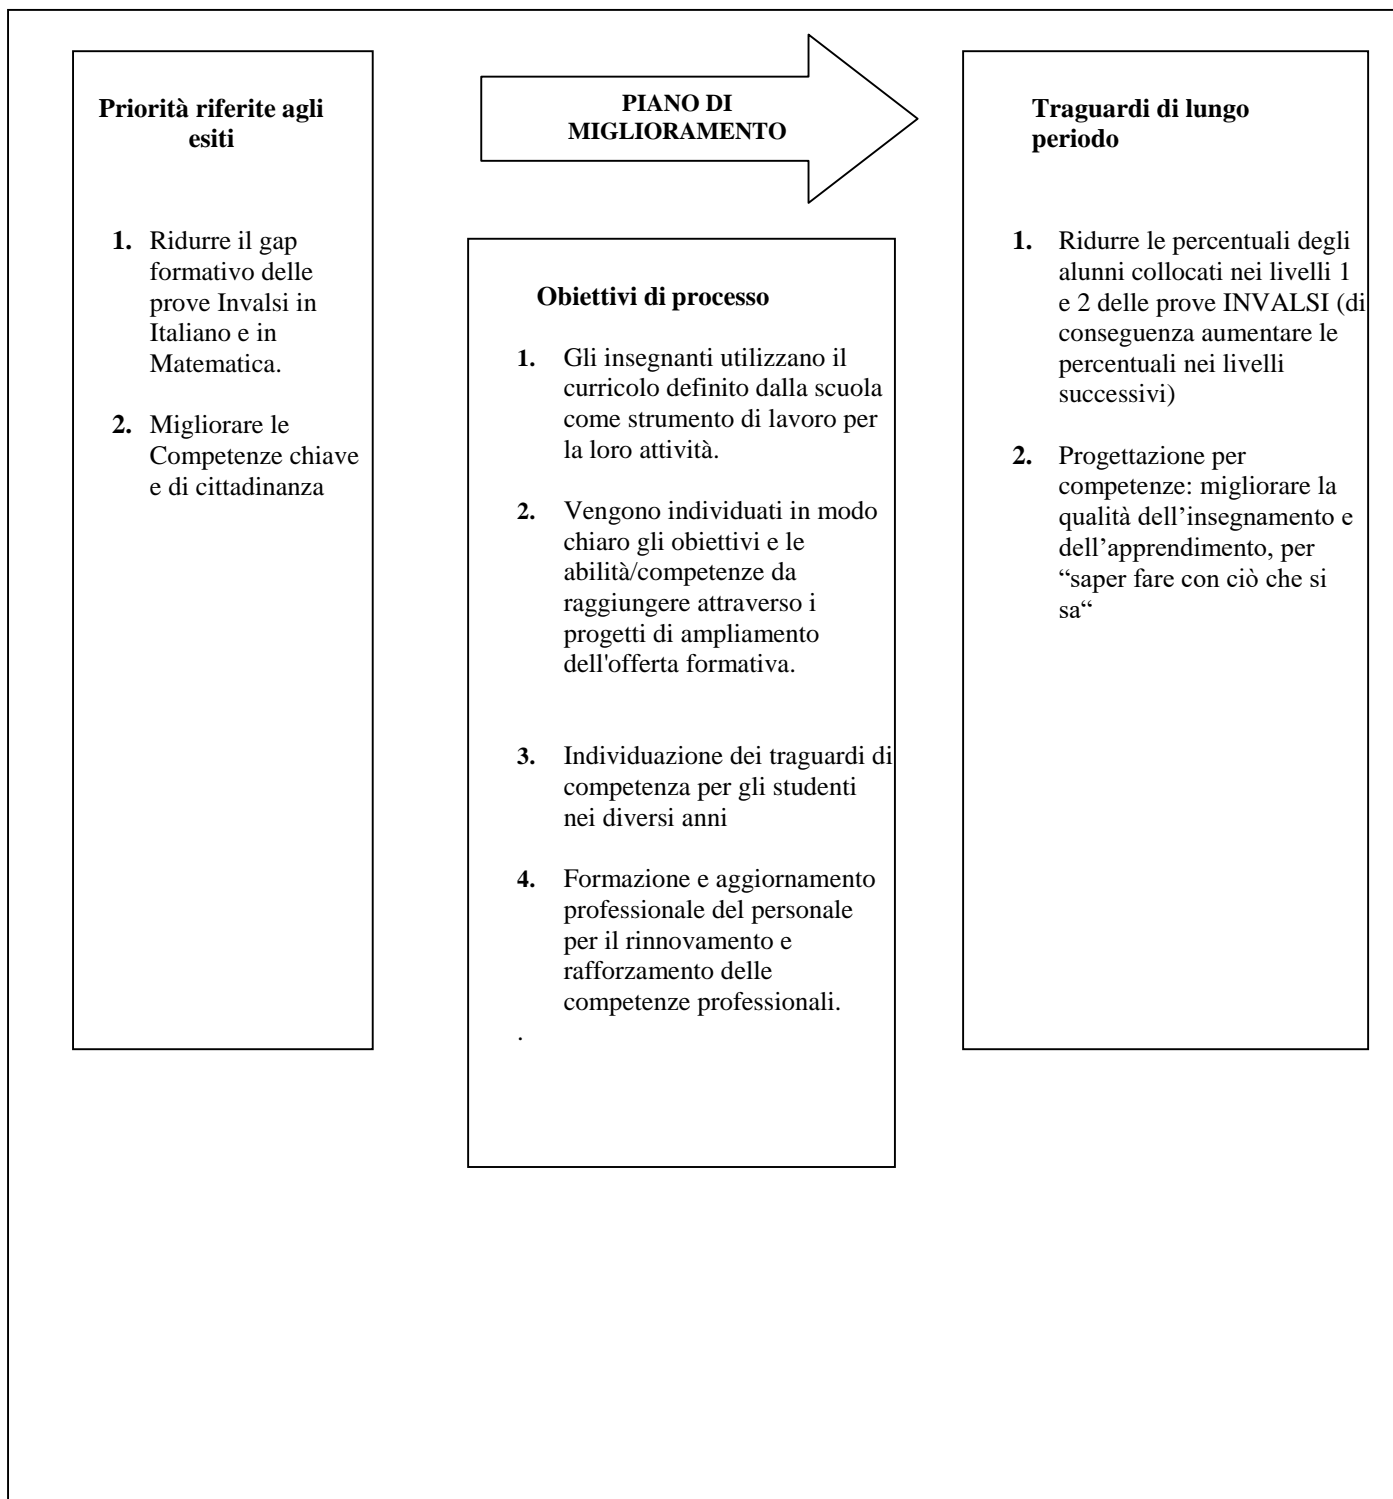 Priorità riferite agli
esiti
1. Ridurre il gap
formativo delle
prove Invalsi in
Italiano e in
Matematica.
2. Migliorare le
Competenze chiave
e di cittadinanza
PIANO DI
MIGLIORAMENTO
Obiettivi di processo
1. Gli insegnanti utilizzano il
curricolo definito dalla scuola
come strumento di lavoro per
la loro attività.
2. Vengono individuati in modo
chiaro gli obiettivi e le
abilità/competenze da
raggiungere attraverso i
progetti di ampliamento
dell'offerta formativa.
3. Individuazione dei traguardi di
competenza per gli studenti
nei diversi anni
4. Formazione e aggiornamento
professionale del personale
per il rinnovamento e
rafforzamento delle
competenze professionali.
.
Traguardi di lungo
periodo
1. Ridurre le percentuali degli
alunni collocati nei livelli 1
e 2 delle prove INVALSI (di
conseguenza aumentare le
percentuali nei livelli
successivi)
2. Progettazione per
competenze: migliorare la
qualità dell’insegnamento e
dell’apprendimento, per
“saper fare con ciò che si
sa“